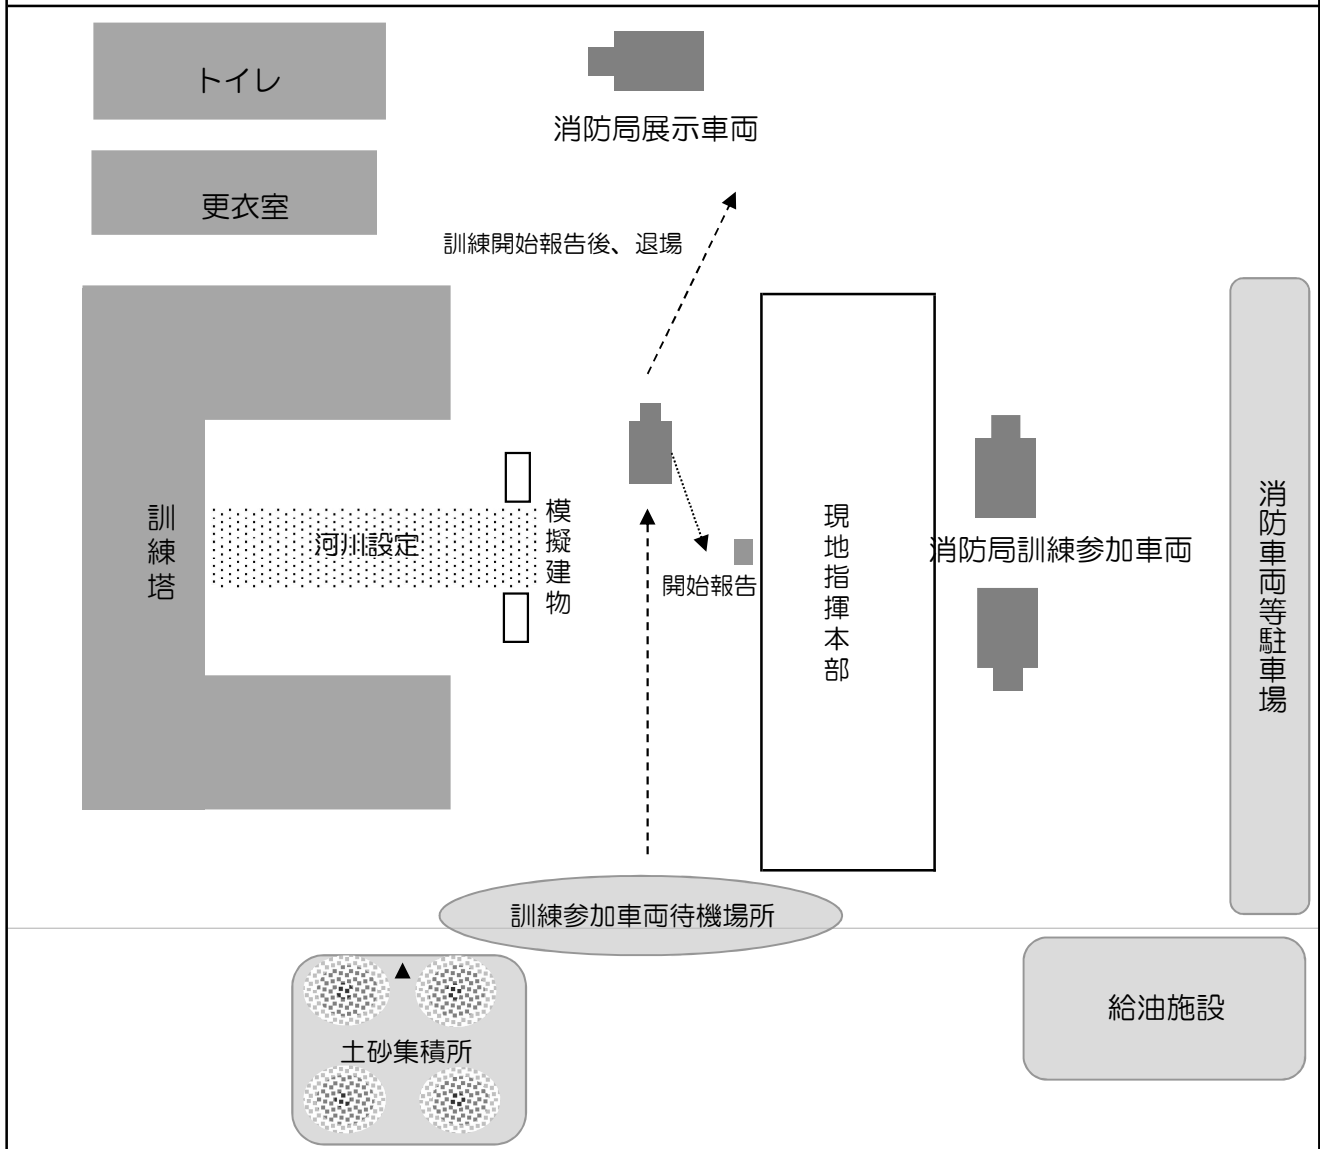 トイレ
消防局展示車両
更衣室
訓練開始報告後、退場
訓練塔
河川設定
模擬建物
開始報告
現地指揮本部
消防局訓練参加車両
消防車両等駐車場
訓練参加車両待機場所
土砂集積所
給油施設